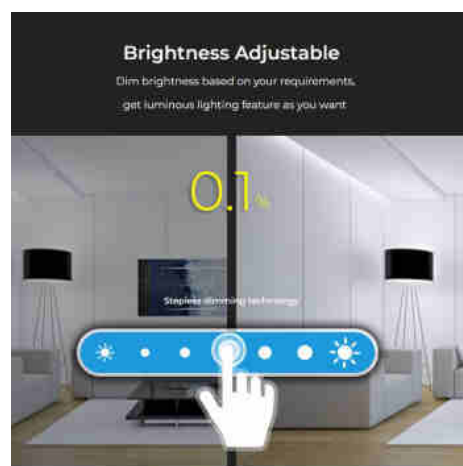 Brightness Adjustable
Dim brightness based on your requirements,
get luminous lighting feature as you want
0.1%
Stepless dimming technology